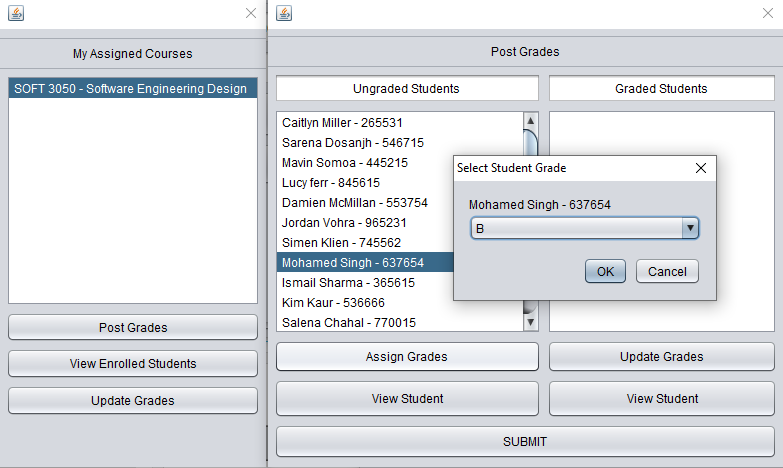 My Assigned Courses
SOFT 3050 - Software Engineering Design
Post Grades
View Enrolled Students
Update Grades
Post Grades
Ungraded Students
Graded Students
Caitlyn Miller - 265531
Sarena Dosanjh - 546715
Mavin Somoa - 445215
Lucy ferr - 845615
Damien McMillan - 553754
Jordan Vohra - 965231
Simen Klien - 745562
Mohamed Singh - 637654
Ismail Sharma - 365615
Kim Kaur - 536666
Salena Chahal - 770015
Select Student Grade
Mohamed Singh - 637654
B
OK
Cancel
Assign Grades
Update Grades
View Student
View Student
SUBMIT